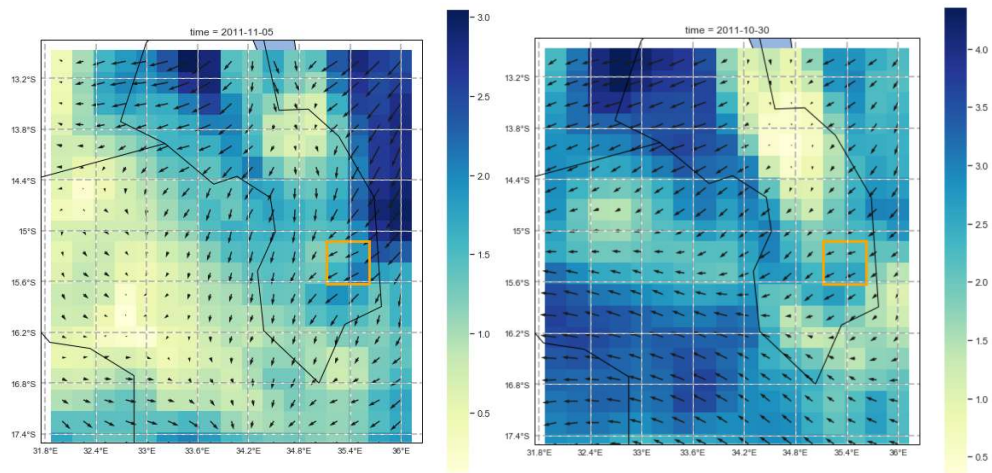 time = 2011-11-05
13.2°S
13.8°S
14.4°S
15°S
15.6°S
16.2°S
16.8°S
17.4°S
31.8°E
32.4°E
33°E
33.6°E
34.2°E
34.8°E
35.4°E
36°E
3.0
2.5
2.0
1.5
1.0
0.5
time = 2011-10-30
13.2°S
13.8°S
14.4°S
15°S
15.6°S
16.2°S
16.8°S
17.4°S
31.8°E
32.4°E
33°E
33.6°E
34.2°E
34.8°E
35.4°E
36°E
4.0
3.5
3.0
2.5
2.0
1.5
1.0
0.5